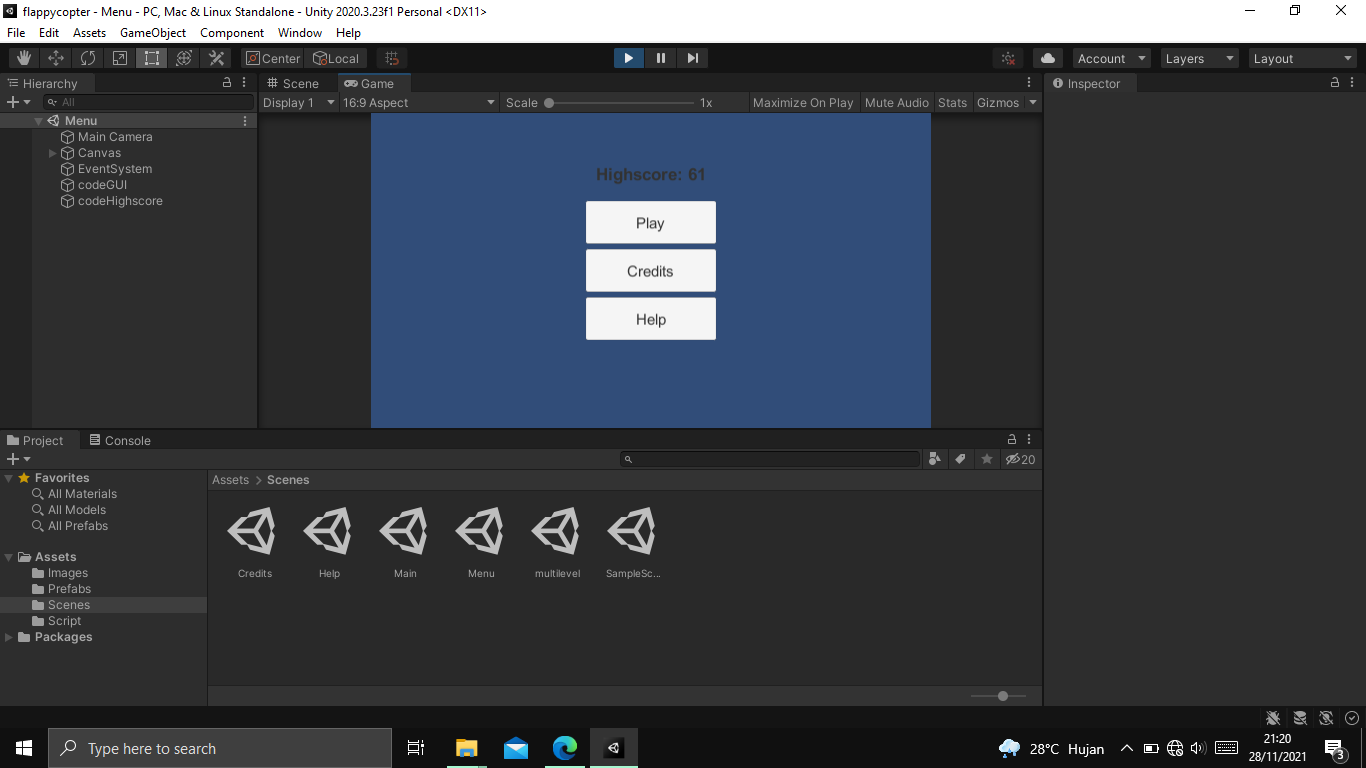 flappycopter - Menu - PC, Mac & Linux Standalone - Unity 2020.3.23f1 Personal <DX11>
File Edit Assets GameObject Component Window Help
Center Local Account Layers Layout
Hierarchy
All
Menu
Main Camera
Canvas
EventSystem
codeGUI
codeHighscore
Scene Game
Display 1 16:9 Aspect Scale 1x Maximize On Play Mute Audio Stats Gizmos
Highscore: 61
Play
Credits
Help
Inspector
Project Console
20
Favorites
All Materials
All Models
All Prefabs
Assets
Images
Prefabs
Scenes
Script
Packages
Assets > Scenes
Credits Help Main Menu multilevel SampleSc...
Type here to search
28°C Hujan
21:20
28/11/2021
3